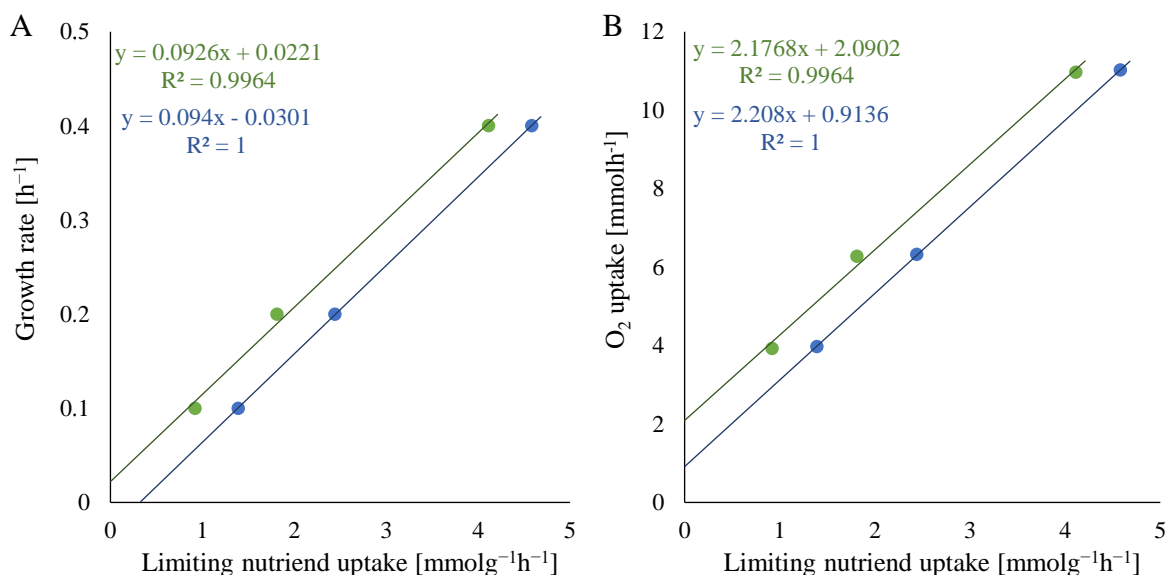 A
y = 0.0926x + 0.0221
R² = 0.9964
y = 0.094x - 0.0301
R² = 1
Growth rate [h⁻¹]
0.5
0.4
0.3
0.2
0.1
0
0 1 2 3 4 5
Limiting nutriend uptake [mmolg⁻¹h⁻¹]
B
y = 2.1768x + 2.0902
R² = 0.9964
y = 2.208x + 0.9136
R² = 1
O₂ uptake [mmolh⁻¹]
12
10
8
6
4
2
0
0 1 2 3 4 5
Limiting nutriend uptake [mmolg⁻¹h⁻¹]